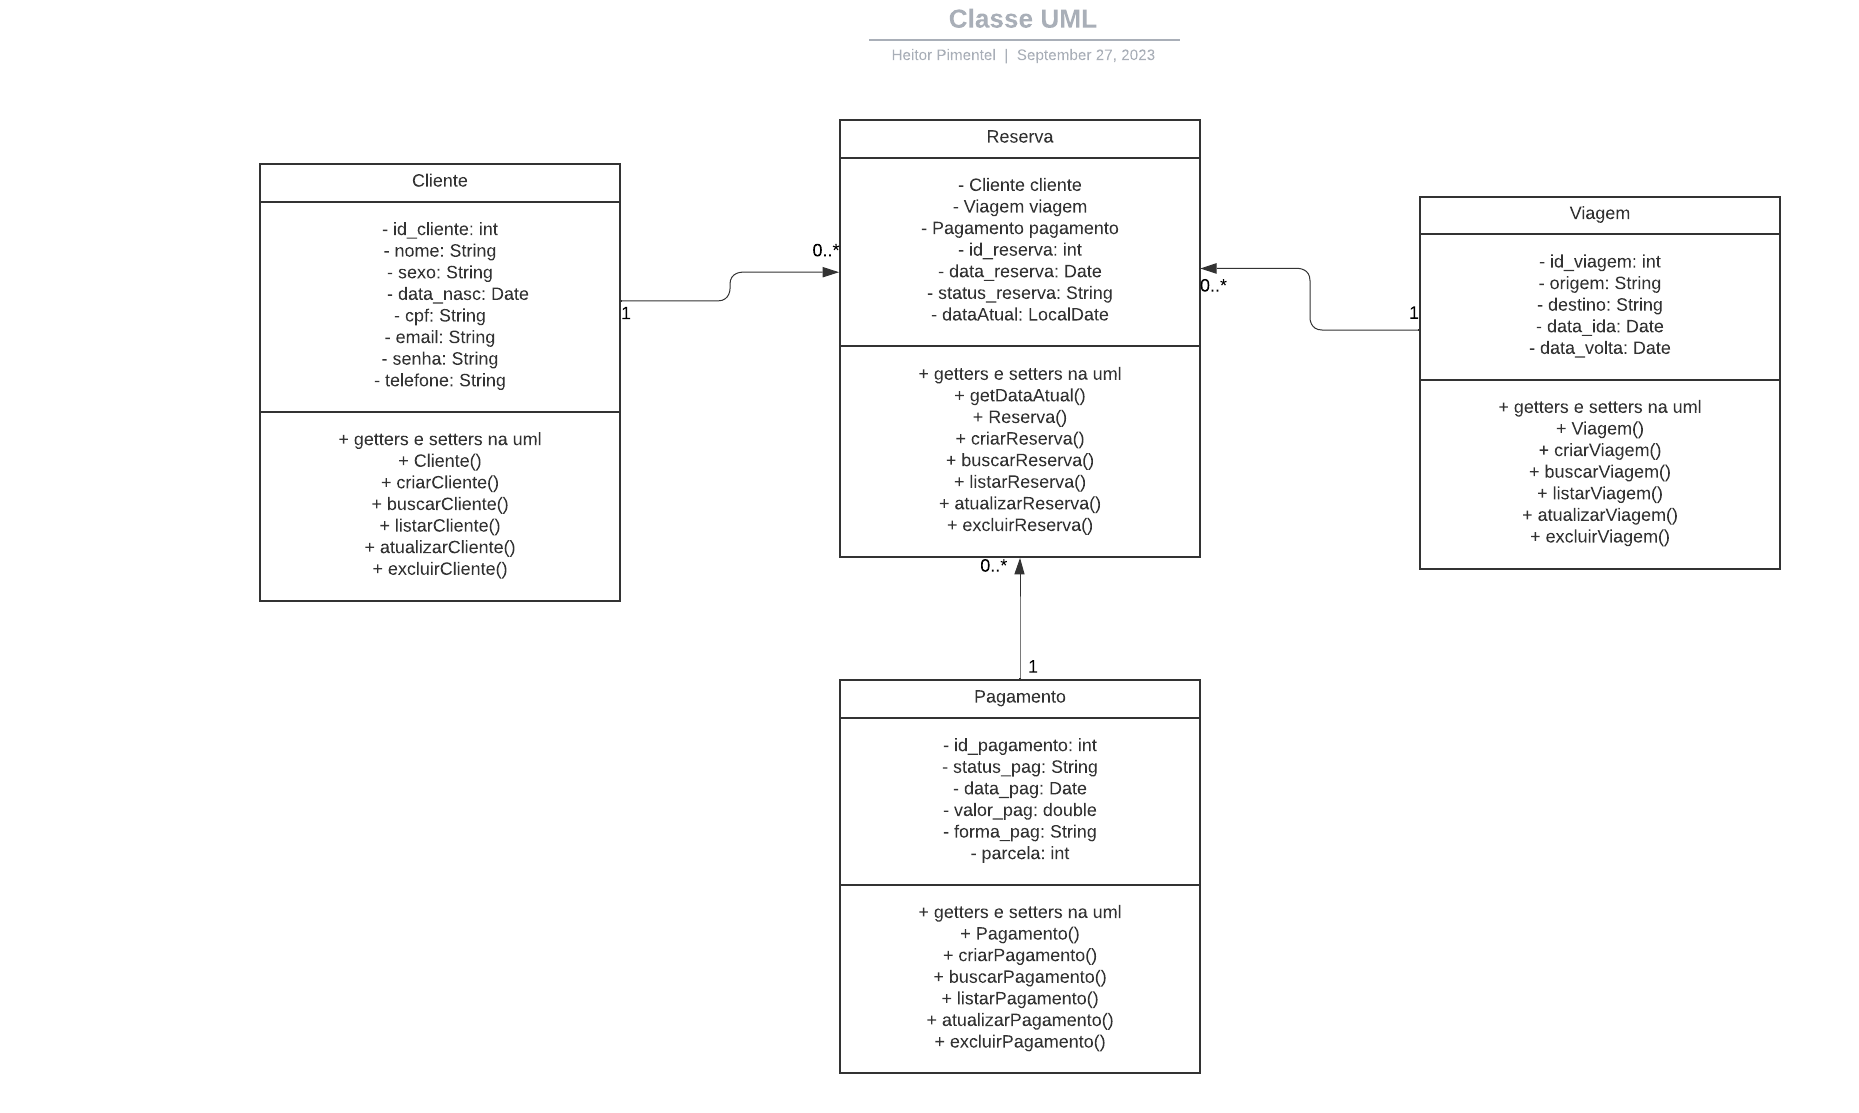 Classe UML
Heitor Pimentel | September 27, 2023
Cliente
- id_cliente: int
- nome: String
- sexo: String
- data_nasc: Date
- cpf: String
- email: String
- senha: String
- telefone: String
+ getters e setters na uml
+ Cliente()
+ criarCliente()
+ buscarCliente()
+ listarCliente()
+ atualizarCliente()
+ excluirCliente()
1
0..*
Reserva
- Cliente cliente
- Viagem viagem
- Pagamento pagamento
- id_reserva: int
- data_reserva: Date
- status_reserva: String
- dataAtual: LocalDate
+ getters e setters na uml
+ getDataAtual()
+ Reserva()
+ criarReserva()
+ buscarReserva()
+ listarReserva()
+ atualizarReserva()
+ excluirReserva()
0..*
1
Viagem
- id_viagem: int
- origem: String
- destino: String
- data_ida: Date
- data_volta: Date
+ getters e setters na uml
+ Viagem()
+ criarViagem()
+ buscarViagem()
+ listarViagem()
+ atualizarViagem()
+ excluirViagem()
0..*
1
Pagamento
- id_pagamento: int
- status_pag: String
- data_pag: Date
- valor_pag: double
- forma_pag: String
- parcela: int
+ getters e setters na uml
+ Pagamento()
+ criarPagamento()
+ buscarPagamento()
+ listarPagamento()
+ atualizarPagamento()
+ excluirPagamento()